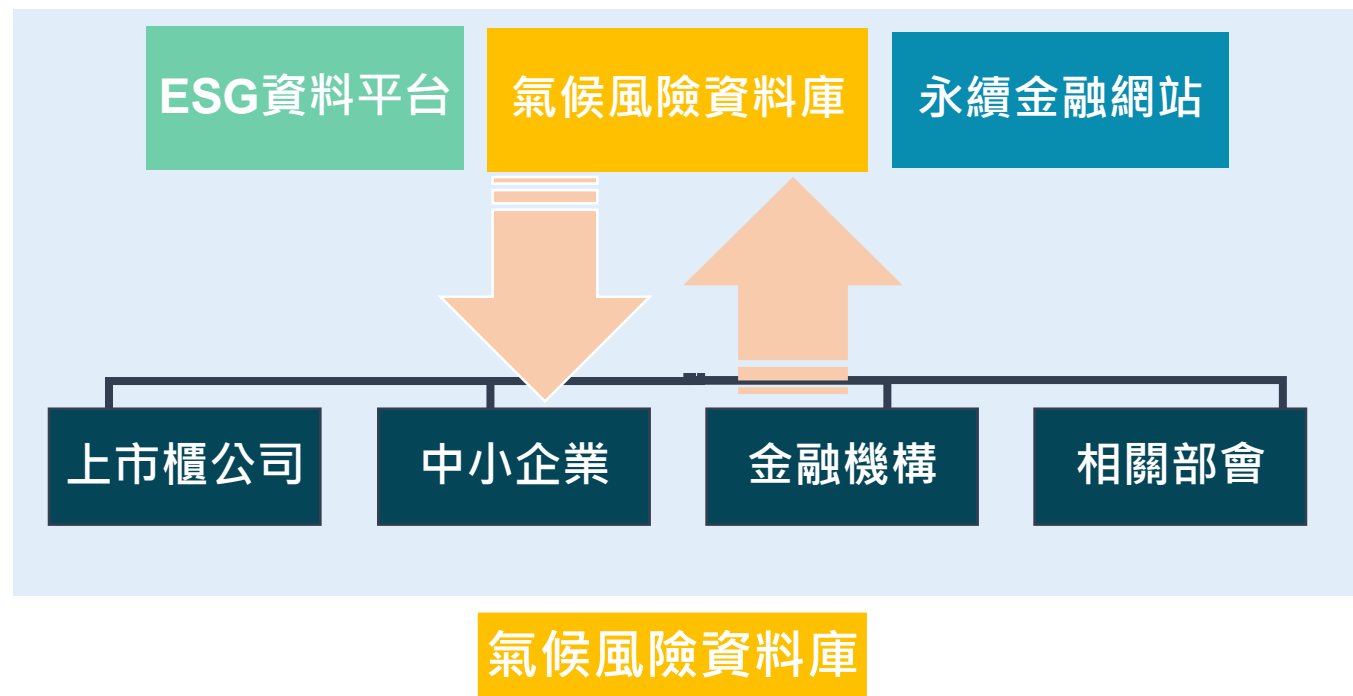 ESG資料平台
氣候風險資料庫
永續金融網站
上市櫃公司
中小企業
金融機構
相關部會
氣候風險資料庫